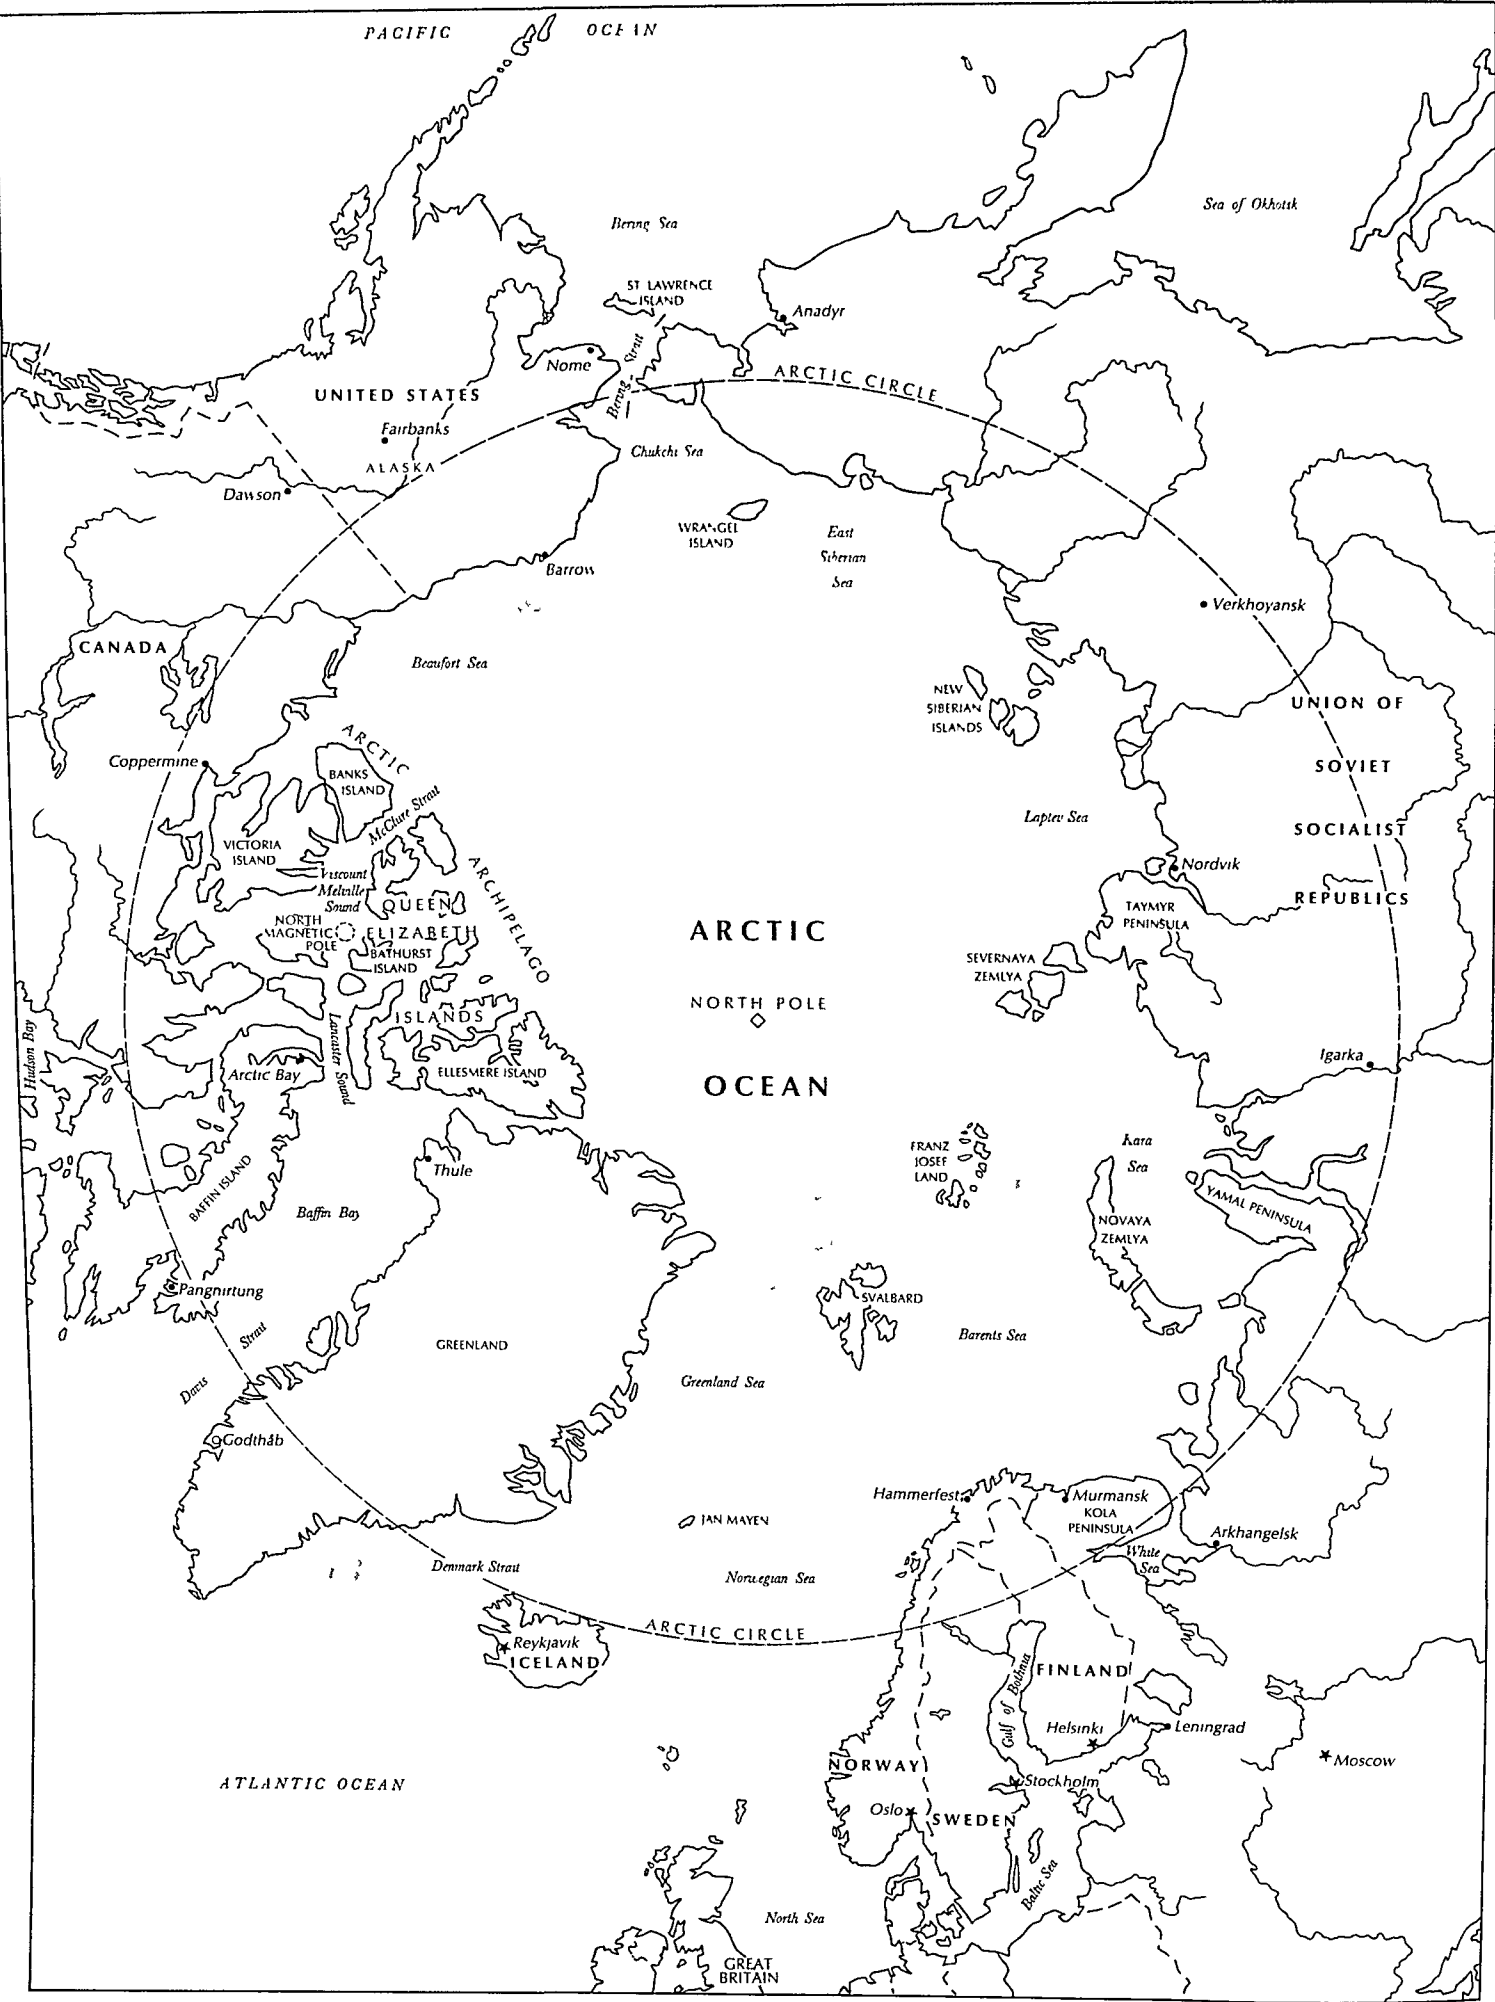 PACIFIC OCEAN
Sea of Okhotsk
Bering Sea
ST LAWRENCE
ISLAND
Anadyr
Bering Strait
Nome
ARCTIC CIRCLE
UNITED STATES
Fairbanks
ALASKA
Chukchi Sea
Dawson
WRANGEL
ISLAND
East
Siberian
Sea
Barrow
Verkhoyansk
CANADA
Beaufort Sea
NEW
SIBERIAN
ISLANDS
UNION OF
SOVIET
SOCIALIST
REPUBLICS
Coppermine
ARCTIC ARCHIPELAGO
BANKS
ISLAND
McClure Strait
Laptev Sea
VICTORIA
ISLAND
Viscount
Melville
Sound
Nordvik
QUEEN
ELIZABETH
ISLANDS
NORTH
MAGNETIC
POLE
BATHURST
ISLAND
TAYMYR
PENINSULA
ARCTIC
OCEAN
SEVERNAYA
ZEMLYA
NORTH POLE
Hudson Bay
Lancaster Sound
Arctic Bay
ELLESMERE ISLAND
Igarka
FRANZ
JOSEF
LAND
Kara
Sea
Thule
BAFFIN ISLAND
Baffin Bay
YAMAL PENINSULA
NOVAYA
ZEMLYA
Pangnirtung
SVALBARD
Davis Strait
GREENLAND
Barents Sea
Greenland Sea
Godthåb
Hammerfest
Murmansk
KOLA
PENINSULA
JAN MAYEN
Arkhangelsk
White
Sea
Denmark Strait
Norwegian Sea
ARCTIC CIRCLE
Reykjavik
ICELAND
FINLAND
Gulf of Bothnia
Helsinki
Leningrad
Moscow
NORWAY
ATLANTIC OCEAN
Stockholm
Oslo
SWEDEN
Baltic Sea
North Sea
GREAT
BRITAIN